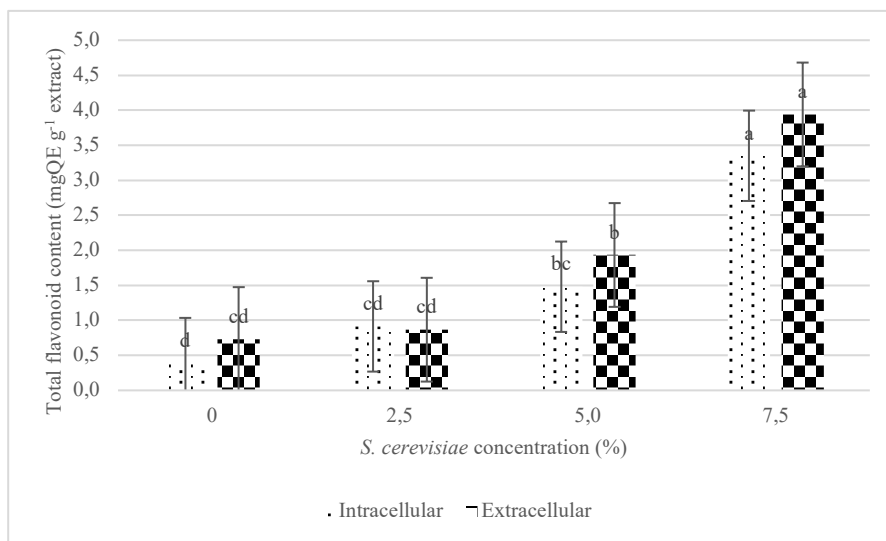 Total flavonoid content (mgQE g⁻¹ extract)
5,0
4,5
4,0
3,5
3,0
2,5
2,0
1,5
1,0
0,5
0,0
d
cd
cd
cd
bc
b
a
a
0
2,5
5,0
7,5
S. cerevisiae concentration (%)
Intracellular
Extracellular